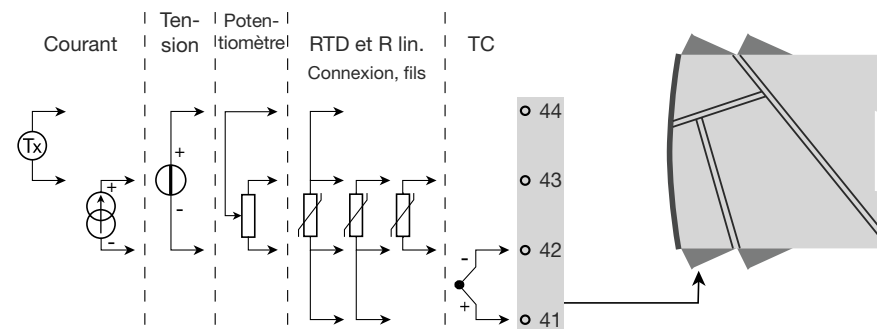 Courant
Ten-
sion
Poten-
tiomètre
RTD et R lin.
Connexion, fils
TC
Tx
+
-
+
-
-
+
44
43
42
41